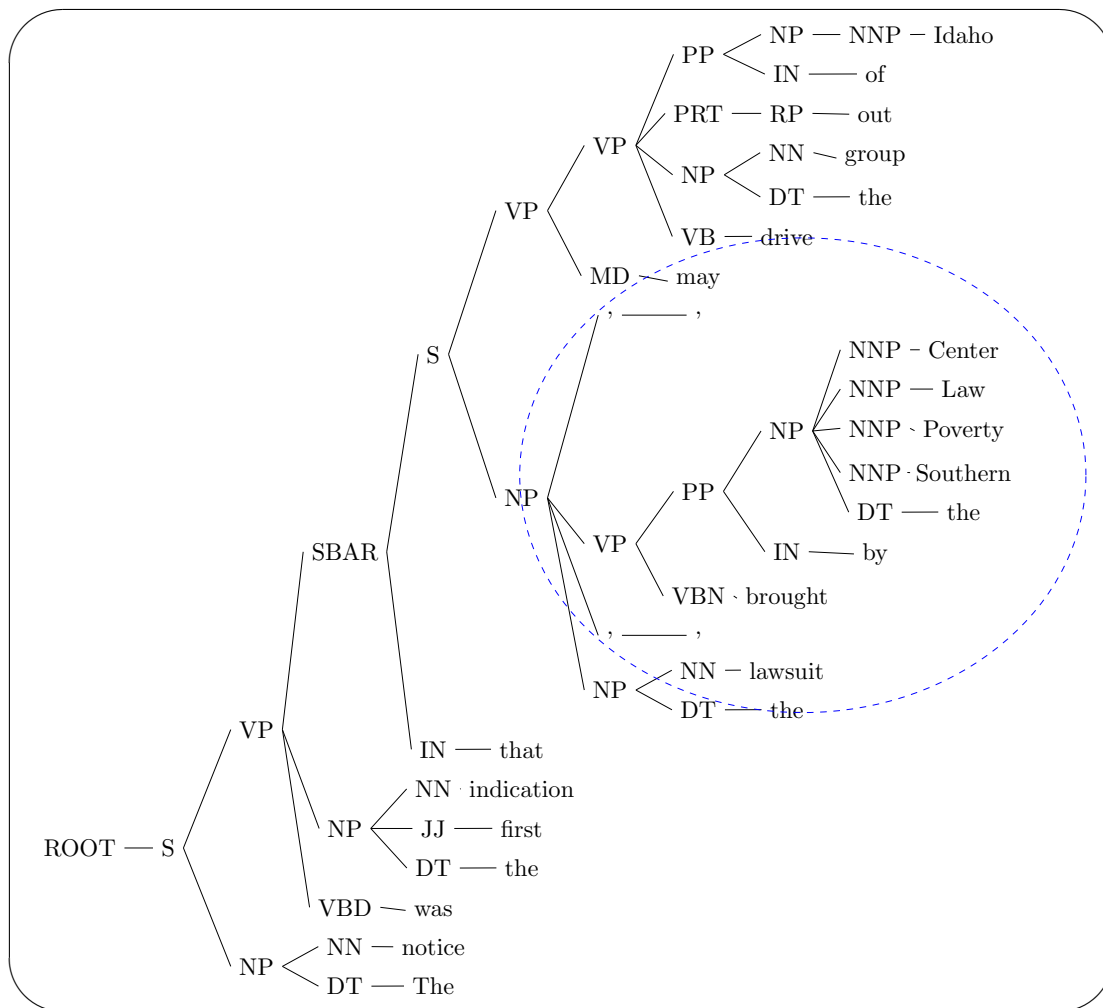 NP NNP Idaho
PP
IN of
PRT RP out
VP
NN group
NP
DT the
VP
VB drive
MD may
, ,
S
NNP Center
NNP Law
NP NNP Poverty
NNP Southern
PP
NP
DT the
VP
SBAR IN by
VBN brought
, ,
NN lawsuit
NP
DT the
VP
IN that
NN indication
NP JJ first
ROOT S
DT the
VBD was
NN notice
NP
DT The